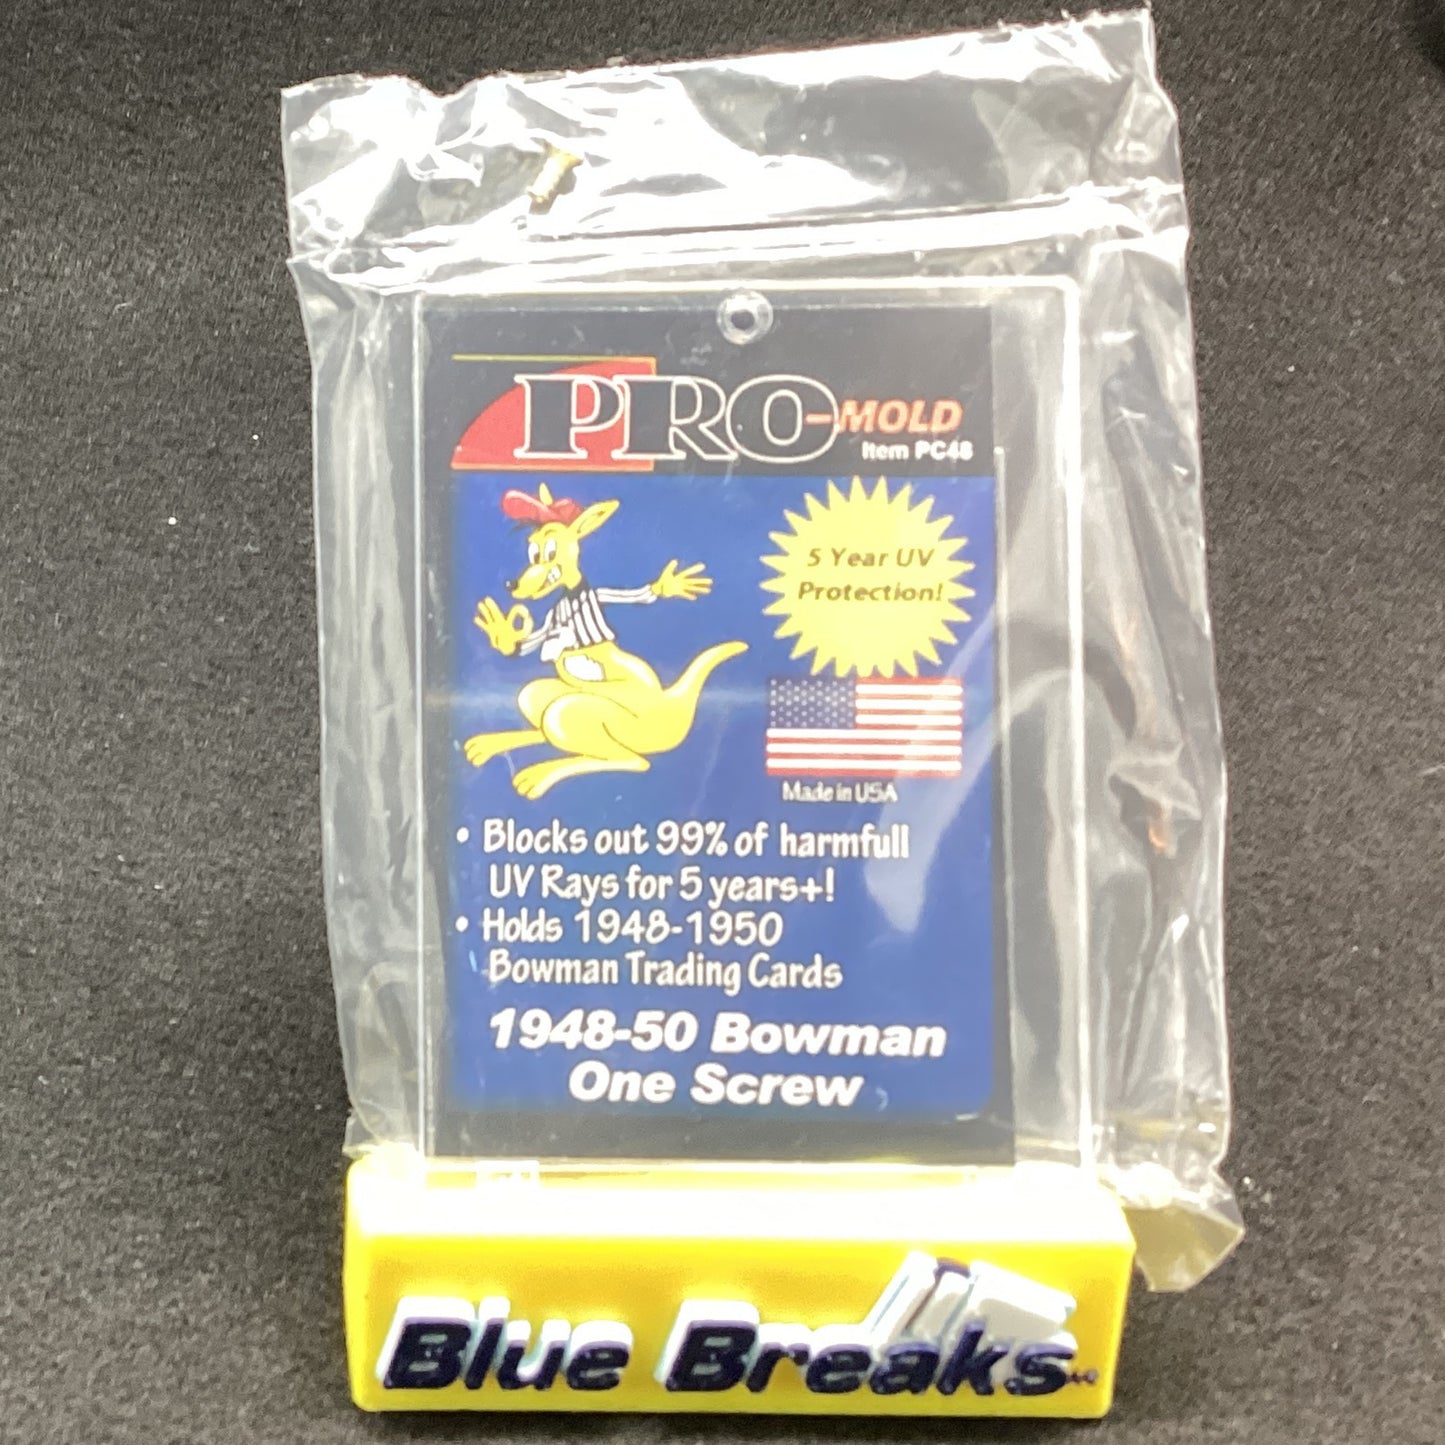 PRO-MOLD
Item PC48
5 Year UV
Protection!
Made in USA
• Blocks out 99% of harmfull
UV Rays for 5 years+!
• Holds 1948-1950
Bowman Trading Cards
1948-50 Bowman
One Screw
Blue Breaks